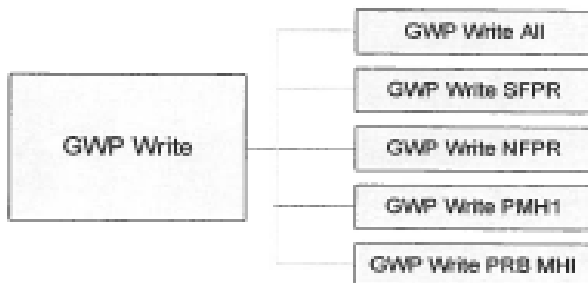 GWP Write
GWP Write All
GWP Write SFPR
GWP Write NFPR
GWP Write PMH1
GWP Write PRB MHI